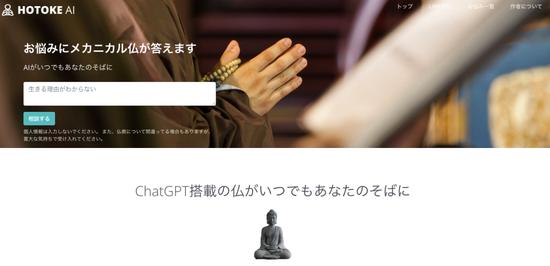 HOTOKE AI
トップ
お悩み一覧
作者について
お悩みにメカニカル仏が答えます
AIがいつでもあなたのそばに
生きる理由がわからない
相談する
個人情報は入力しないでください。また、仏教について間違ってる場合もありますが、
寛大な気持ちで受け入れてください。
ChatGPT搭載の仏がいつでもあなたのそばに